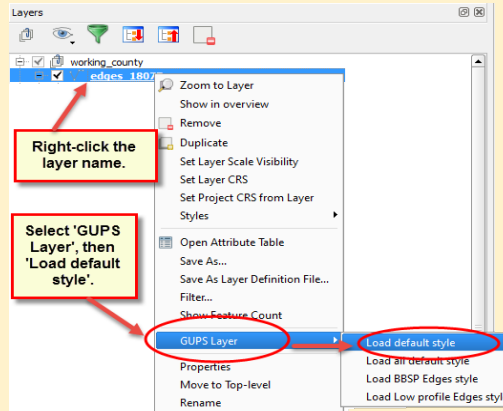 Layers
working_county
edges_1807
Zoom to Layer
Show in overview
Remove
Duplicate
Set Layer Scale Visibility
Set Layer CRS
Set Project CRS from Layer
Styles
Open Attribute Table
Save As...
Save As Layer Definition File...
Filter...
Show Feature Count
GUPS Layer
Properties
Move to Top-level
Rename
Right-click the
layer name.
Select 'GUPS
Layer', then
'Load default
style'.
Load default style
Load all default style
Load BBSP Edges style
Load Low profile Edges styl